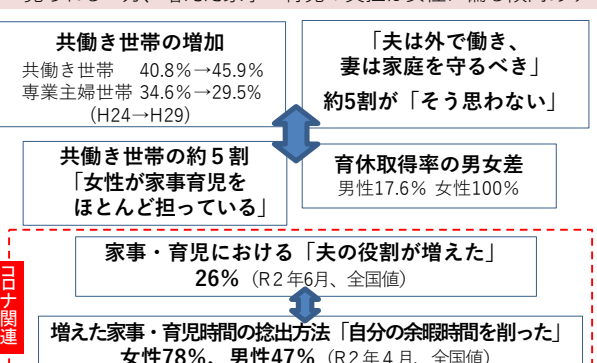 共働き世帯の増加
共働き世帯 40.8%→45.9%
専業主婦世帯 34.6%→29.5%
(H24→H29)
「夫は外で働き、
妻は家庭を守るべき」
約5割が「そう思わない」
共働き世帯の約５割
「女性が家事育児を
ほとんど担っている」
育休取得率の男女差
男性17.6% 女性100%
コロナ関連
家事・育児における「夫の役割が増えた」
26%（R２年6月、全国値）
増えた家事・育児時間の捻出方法「自分の余暇時間を削った」
女性78%、男性47%（R２年４月、全国値）